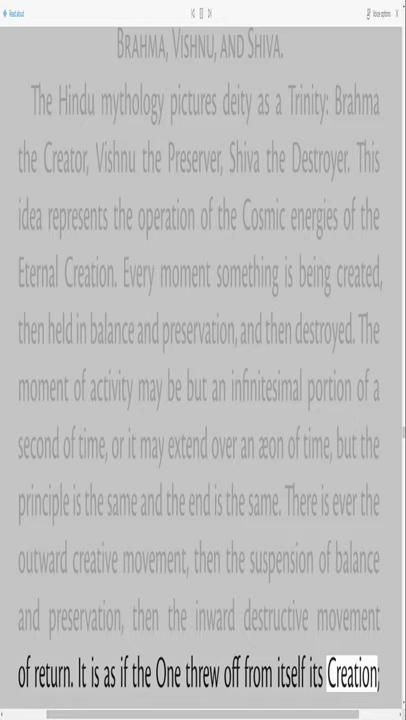 Read aloud
Voice options
BRAHMA, VISHNU, AND SHIVA.
The Hindu mythology pictures deity as a Trinity: Brahma
the Creator, Vishnu the Preserver, Shiva the Destroyer. This
idea represents the operation of the Cosmic energies of the
Eternal Creation. Every moment something is being created,
then held in balance and preservation, and then destroyed. The
moment of activity may be but an infinitesimal portion of a
second of time, or it may extend over an æon of time, but the
principle is the same and the end is the same. There is ever the
outward creative movement, then the suspension of balance
and preservation, then the inward destructive movement
of return. It is as if the One threw off from itself its Creation;